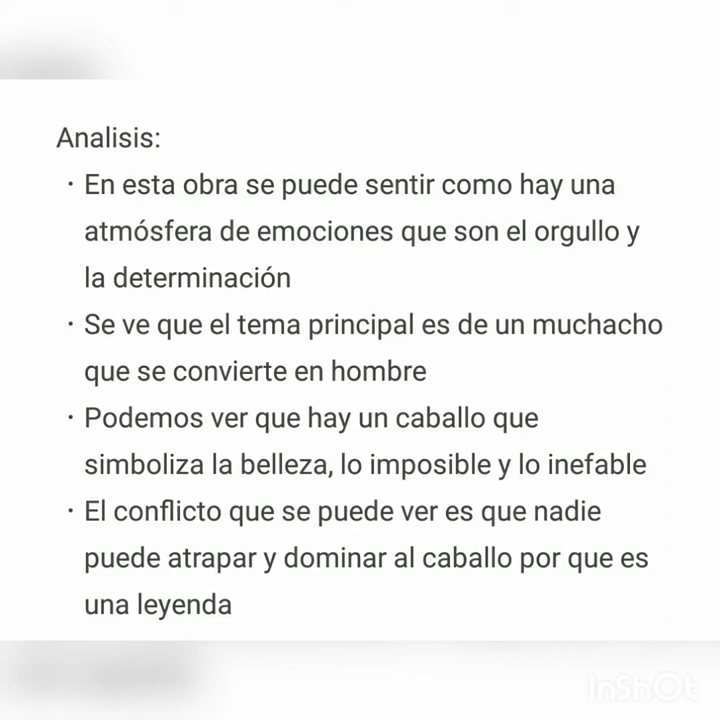 Analisis:
· En esta obra se puede sentir como hay una
atmósfera de emociones que son el orgullo y
la determinación
· Se ve que el tema principal es de un muchacho
que se convierte en hombre
· Podemos ver que hay un caballo que
simboliza la belleza, lo imposible y lo inefable
· El conflicto que se puede ver es que nadie
puede atrapar y dominar al caballo por que es
una leyenda
InShOt